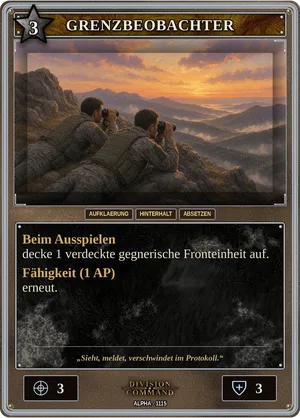 3
GRENZBEOBACHTER
AUFKLAERUNG HINTERHALT ABSETZEN
Beim Ausspielen
decke 1 verdeckte gegnerische Fronteinheit auf.
Fähigkeit (1 AP)
erneut.
„Sieht, meldet, verschwindet im Protokoll.“
3
DIVISION
COMMAND
ALPHA · 1115
3